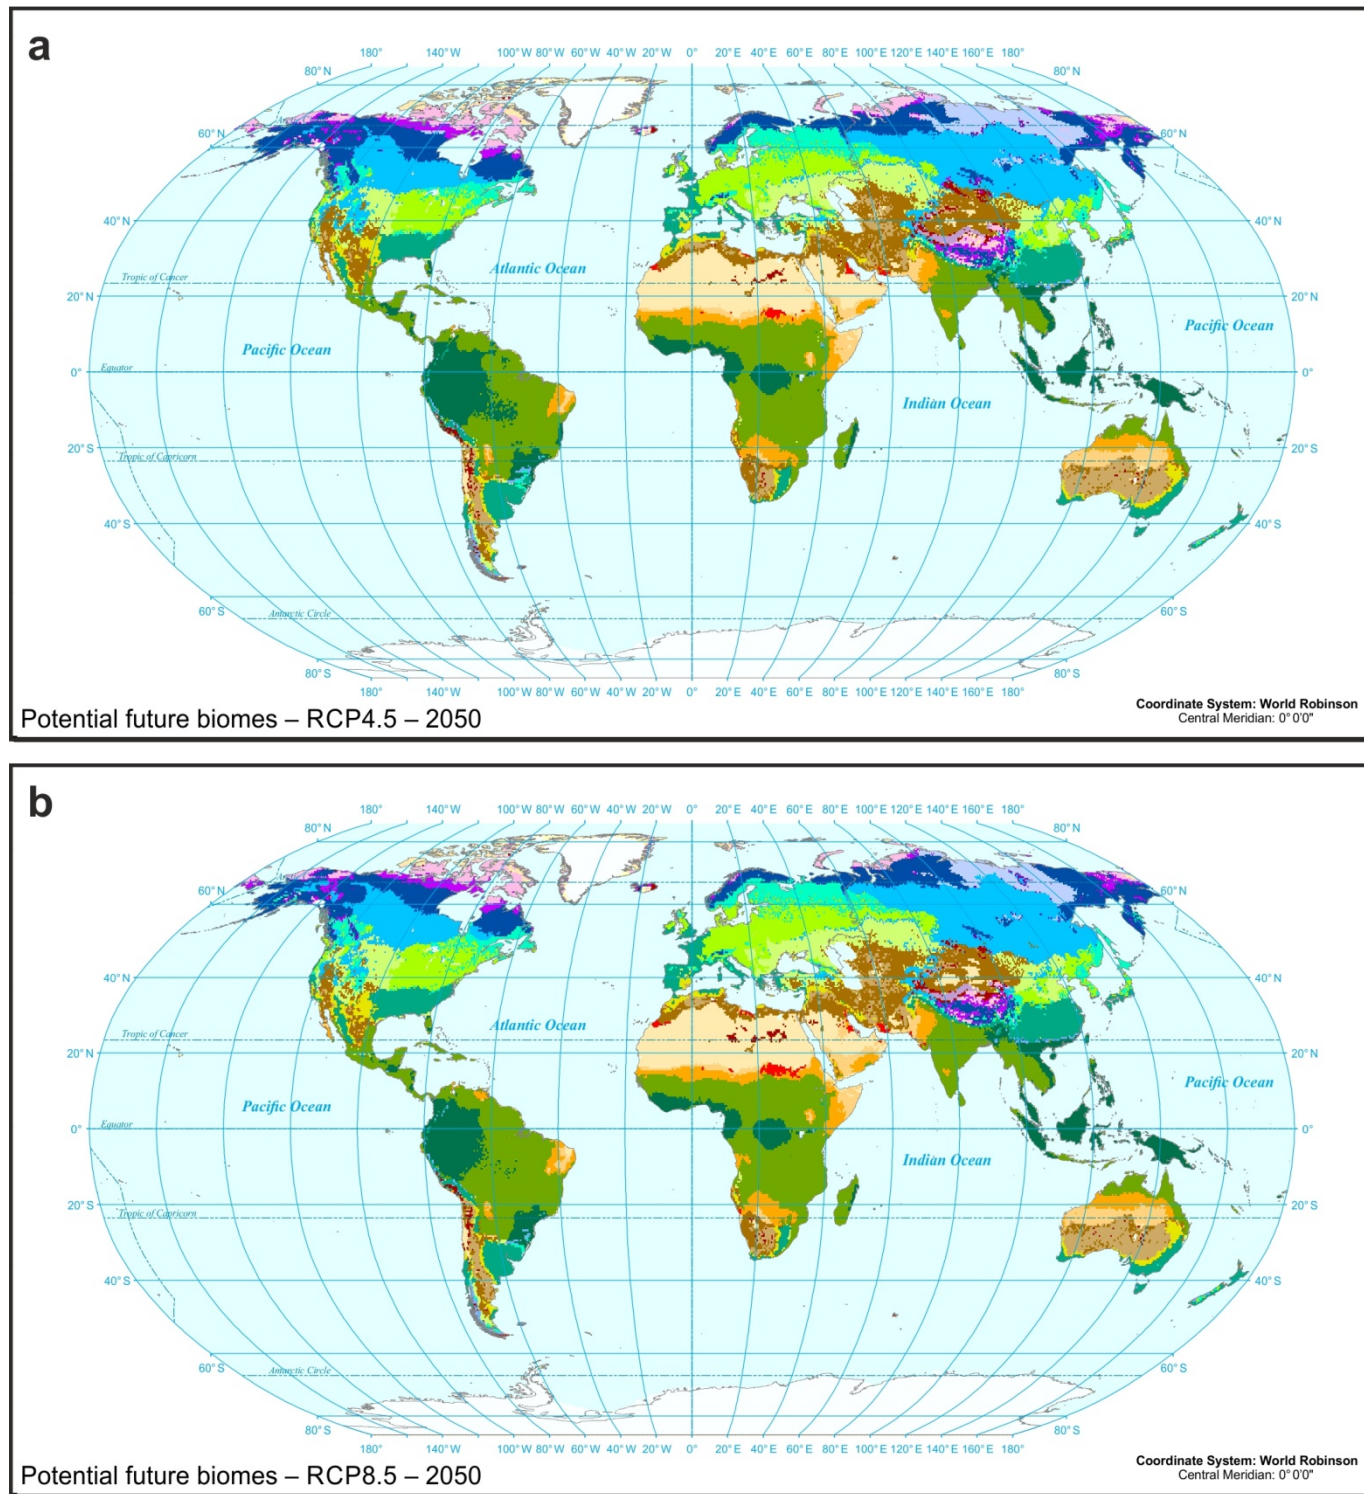 a
180° 140° W 100° W 80° W 60° W 40° W 20° W 0° 20° E 40° E 60° E 80° E 100° E 120° E 140° E 160° E 180°
80° N 80° N
60° N 60° N
40° N 40° N
Tropic of Cancer Atlantic Ocean
20° N 20° N
Pacific Ocean
Pacific Ocean
Equator
0° 0°
Indian Ocean
20° S 20° S
Tropic of Capricorn
40° S 40° S
60° S 60° S
Antarctic Circle
80° S 80° S
180° 140° W 100° W 80° W 60° W 40° W 20° W 0° 20° E 40° E 60° E 80° E 100° E 120° E 140° E 160° E 180°
Potential future biomes – RCP4.5 – 2050
Coordinate System: World Robinson
Central Meridian: 0° 0'0"
b
180° 140° W 100° W 80° W 60° W 40° W 20° W 0° 20° E 40° E 60° E 80° E 100° E 120° E 140° E 160° E 180°
80° N 80° N
60° N 60° N
40° N 40° N
Tropic of Cancer Atlantic Ocean
20° N 20° N
Pacific Ocean
Pacific Ocean
Equator
0° 0°
Indian Ocean
20° S 20° S
Tropic of Capricorn
40° S 40° S
60° S 60° S
Antarctic Circle
80° S 80° S
180° 140° W 100° W 80° W 60° W 40° W 20° W 0° 20° E 40° E 60° E 80° E 100° E 120° E 140° E 160° E 180°
Potential future biomes – RCP8.5 – 2050
Coordinate System: World Robinson
Central Meridian: 0° 0'0"